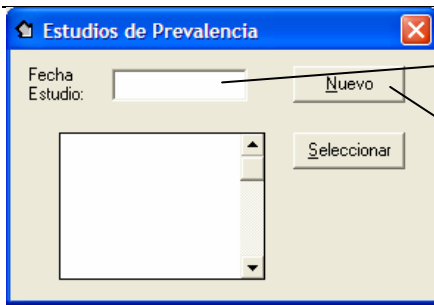 Estudios de Prevalencia
Fecha
Estudio:
Nuevo
Seleccionar